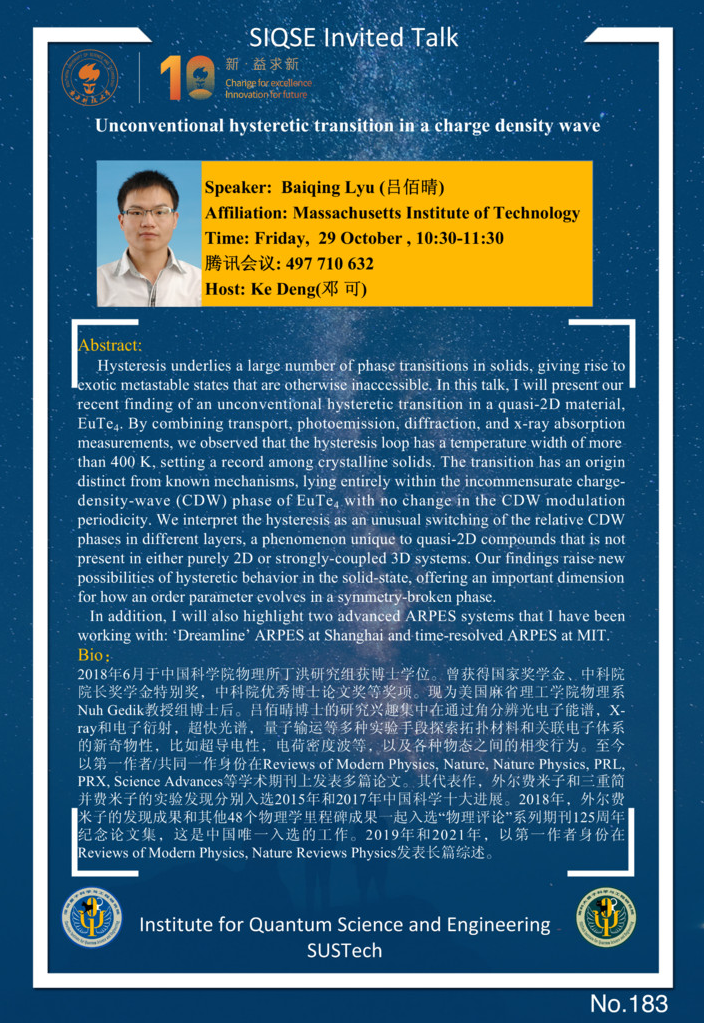 SIQSE Invited Talk
新·益求新
Change for excellence
Innovation for future
Unconventional hysteretic transition in a charge density wave
Speaker: Baiqing Lyu (吕佰晴)
Affiliation: Massachusetts Institute of Technology
Time: Friday, 29 October , 10:30-11:30
腾讯会议: 497 710 632
Host: Ke Deng(邓 可)
Abstract:
Hysteresis underlies a large number of phase transitions in solids, giving rise to
exotic metastable states that are otherwise inaccessible. In this talk, I will present our
recent finding of an unconventional hysteretic transition in a quasi-2D material,
EuTe₄. By combining transport, photoemission, diffraction, and x-ray absorption
measurements, we observed that the hysteresis loop has a temperature width of more
than 400 K, setting a record among crystalline solids. The transition has an origin
distinct from known mechanisms, lying entirely within the incommensurate charge-
density-wave (CDW) phase of EuTe₄ with no change in the CDW modulation
periodicity. We interpret the hysteresis as an unusual switching of the relative CDW
phases in different layers, a phenomenon unique to quasi-2D compounds that is not
present in either purely 2D or strongly-coupled 3D systems. Our findings raise new
possibilities of hysteretic behavior in the solid-state, offering an important dimension
for how an order parameter evolves in a symmetry-broken phase.
In addition, I will also highlight two advanced ARPES systems that I have been
working with: ‘Dreamline’ ARPES at Shanghai and time-resolved ARPES at MIT.
Bio：
2018年6月于中国科学院物理所丁洪研究组获博士学位。曾获得国家奖学金、中科院
院长奖学金特别奖，中科院优秀博士论文奖等奖项。现为美国麻省理工学院物理系
Nuh Gedik教授组博士后。吕佰晴博士的研究兴趣集中在通过角分辨光电子能谱，X-
ray和电子衍射，超快光谱，量子输运等多种实验手段探索拓扑材料和关联电子体系
的新奇物性，比如超导电性，电荷密度波等，以及各种物态之间的相变行为。至今
以第一作者/共同一作身份在Reviews of Modern Physics, Nature, Nature Physics, PRL,
PRX, Science Advances等学术期刊上发表多篇论文。其代表作，外尔费米子和三重简
并费米子的实验发现分别入选2015年和2017年中国科学十大进展。2018年，外尔费
米子的发现成果和其他48个物理学里程碑成果一起入选“物理评论”系列期刊125周年
纪念论文集，这是中国唯一入选的工作。2019年和2021年，以第一作者身份在
Reviews of Modern Physics, Nature Reviews Physics发表长篇综述。
Institute for Quantum Science and Engineering
SUSTech
No.183